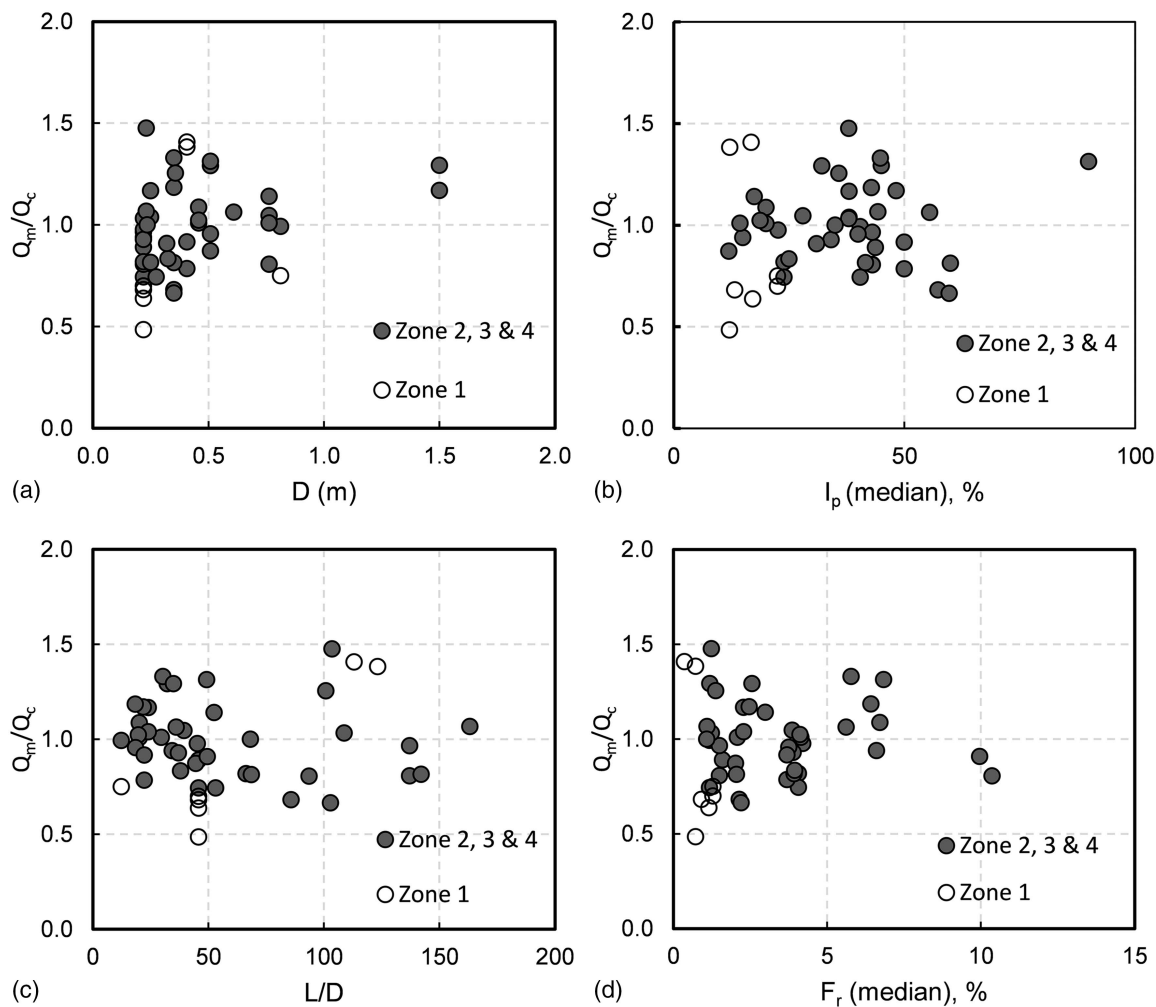 2.0
1.5
1.0
0.5
0.0
Qm/Qc
Zone 2, 3 & 4
Zone 1
0.0 0.5 1.0 1.5 2.0
(a) D (m)
2.0
1.5
1.0
0.5
0.0
Qm/Qc
Zone 2, 3 & 4
Zone 1
0 50 100
(b) Ip (median), %
2.0
1.5
1.0
0.5
0.0
Qm/Qc
Zone 2, 3 & 4
Zone 1
0 50 100 150 200
(c) L/D
2.0
1.5
1.0
0.5
0.0
Qm/Qc
Zone 2, 3 & 4
Zone 1
0 5 10 15
(d) Fr (median), %